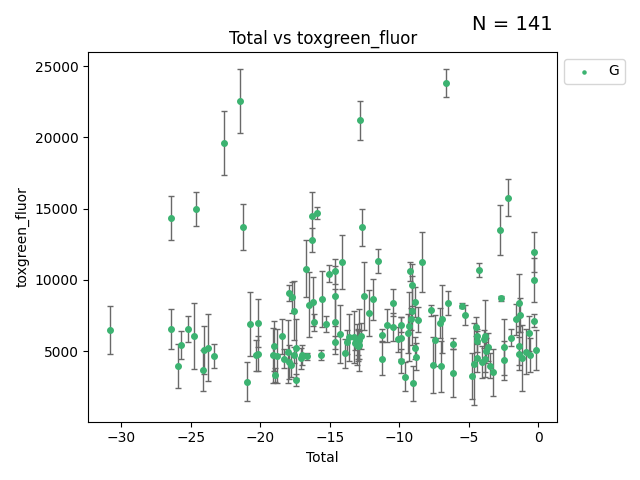 N = 141
Total vs toxgreen_fluor
G
toxgreen_fluor
25000
20000
15000
10000
5000
−30 −25 −20 −15 −10 −5 0
Total